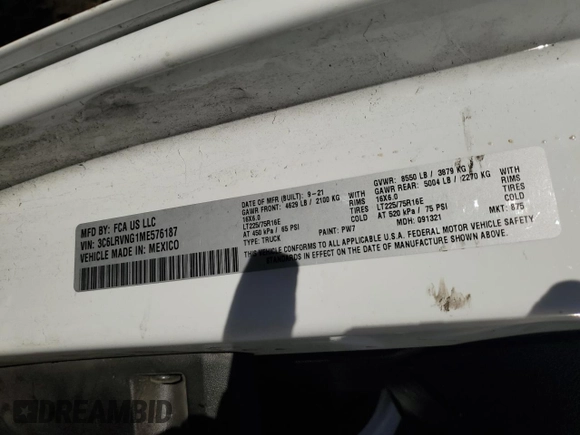 MFD BY: FCA US LLC
VIN: 3C6LRVNG1ME576187
VEHICLE MADE IN: MEXICO
DATE OF MFR (BUILT): 9-21
GAWR FRONT: 4629 LB / 2100 KG
16X6.0 RIMS
LT225/75R16E TIRES
AT 450 kPa / 65 PSI COLD
TYPE: TRUCK PAINT: PW7
GVWR: 8550 LB / 3879 KG
GAWR REAR: 5004 LB / 2270 KG
WITH
16X6.0 RIMS
LT225/75R16E TIRES
AT 520 kPa / 75 PSI COLD
MDH: 091321 MKT: 875
THIS VEHICLE CONFORMS TO ALL APPLICABLE U.S.A. FEDERAL MOTOR VEHICLE SAFETY
STANDARDS IN EFFECT ON THE DATE OF MANUFACTURE SHOWN ABOVE.
DREAMBID